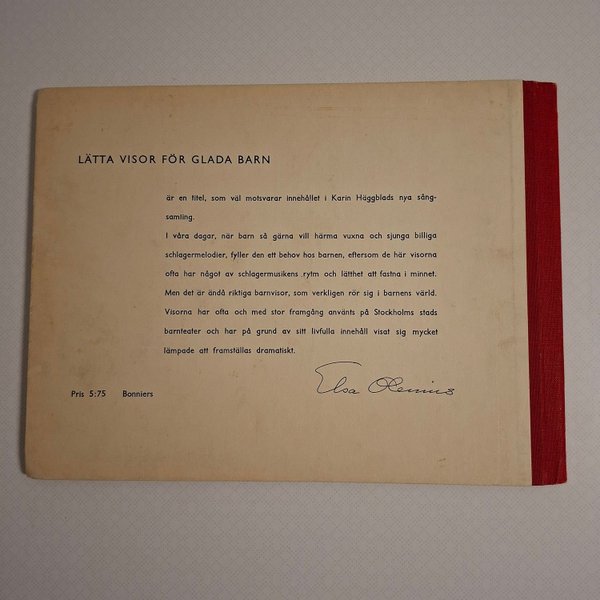 LÄTTA VISOR FÖR GLADA BARN
är en titel, som väl motsvarar innehållet i Karin Häggblads nya sång-
samling.
I våra dagar, när barn så gärna vill härma vuxna och sjunga billiga
schlagermelodier, fyller den ett behov hos barnen, eftersom de här visorna
ofta har något av schlagermusikens rytm och lätthet att fastna i minnet.
Men det är ändå riktiga barnvisor, som verkligen rör sig i barnens värld.
Visorna har ofta och med stor framgång använts på Stockholms stads
barnteater och har på grund av sitt livfulla innehåll visat sig mycket
lämpade att framställas dramatiskt.
Elsa Olenius
Pris 5:75 Bonniers